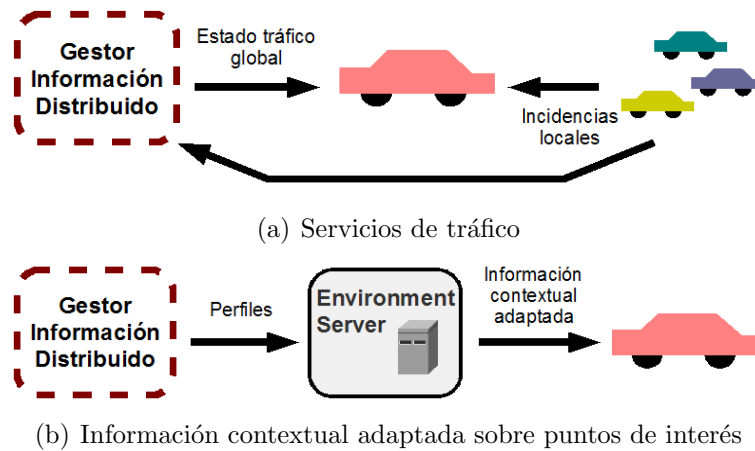 Gestor
Información
Distribuido
Estado tráfico
global
Incidencias
locales
(a) Servicios de tráfico
Gestor
Información
Distribuido
Perfiles
Environment
Server
Información
contextual
adaptada
(b) Información contextual adaptada sobre puntos de interés